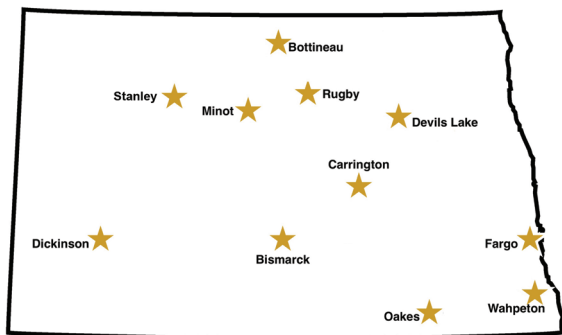 Bottineau
Stanley
Rugby
Minot
Devils Lake
Carrington
Dickinson
Bismarck
Fargo
Wahpeton
Oakes